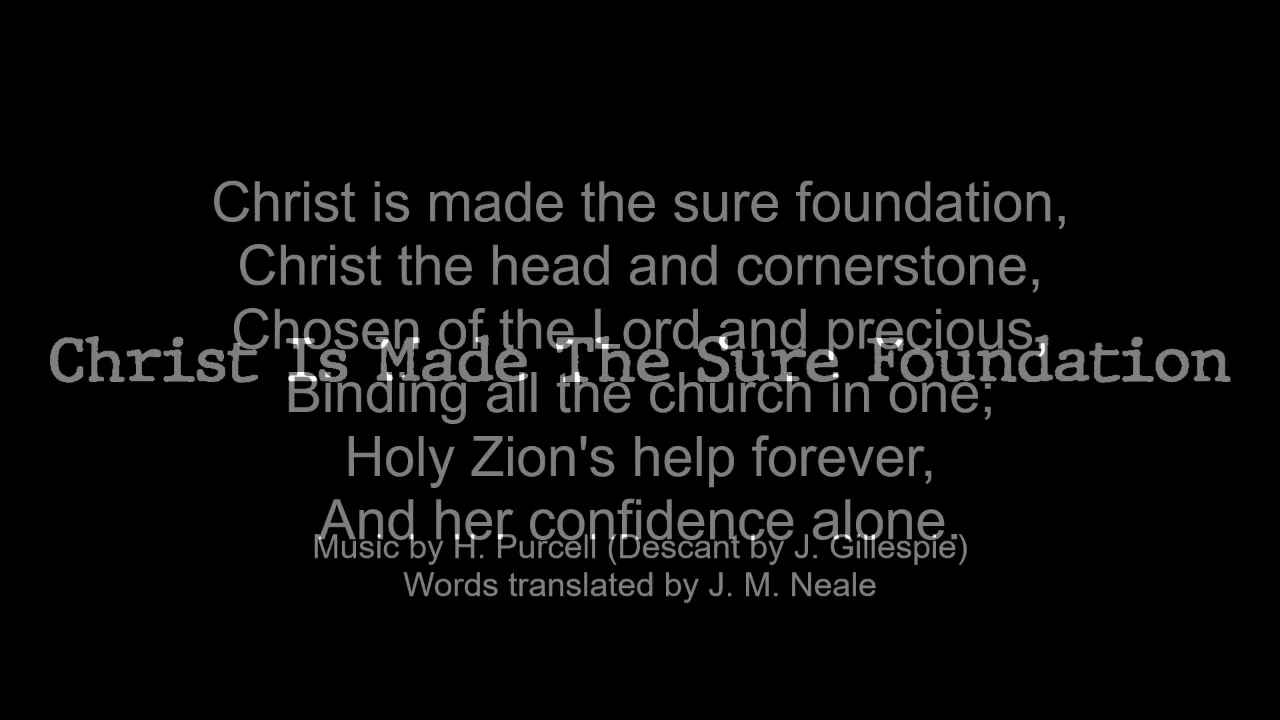 Christ is made the sure foundation,
Christ the head and cornerstone,
Chosen of the Lord and precious,
Christ Is Made The Sure Foundation
Binding all the church in one;
Holy Zion's help forever,
And her confidence alone.
Music by H. Purcell (Descant by J. Gillespie)
Words translated by J. M. Neale